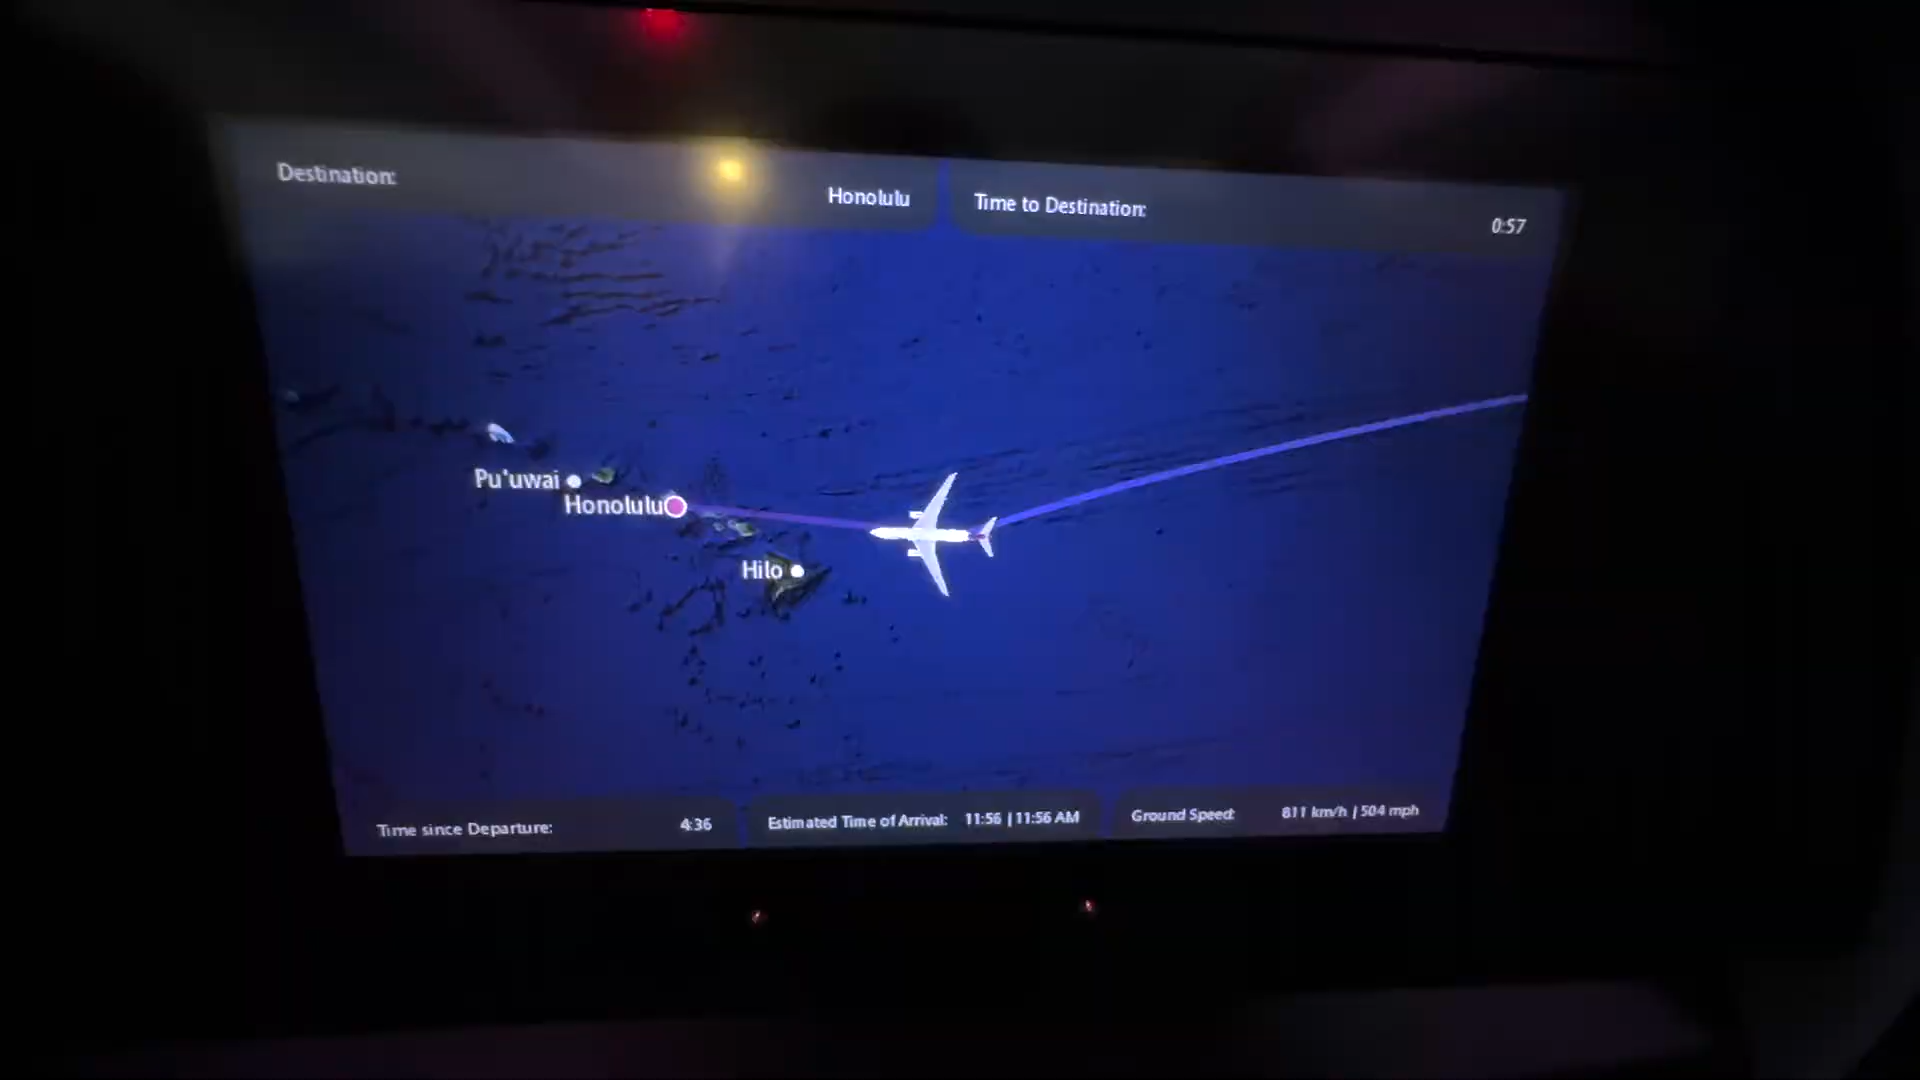 Destination:
Honolulu
Time to Destination:
0:57
Pu'uwai
Honolulu
Hilo
Time since Departure: 4:36
Estimated Time of Arrival: 11:56 | 11:56 AM
Ground Speed: 811 km/h | 504 mph